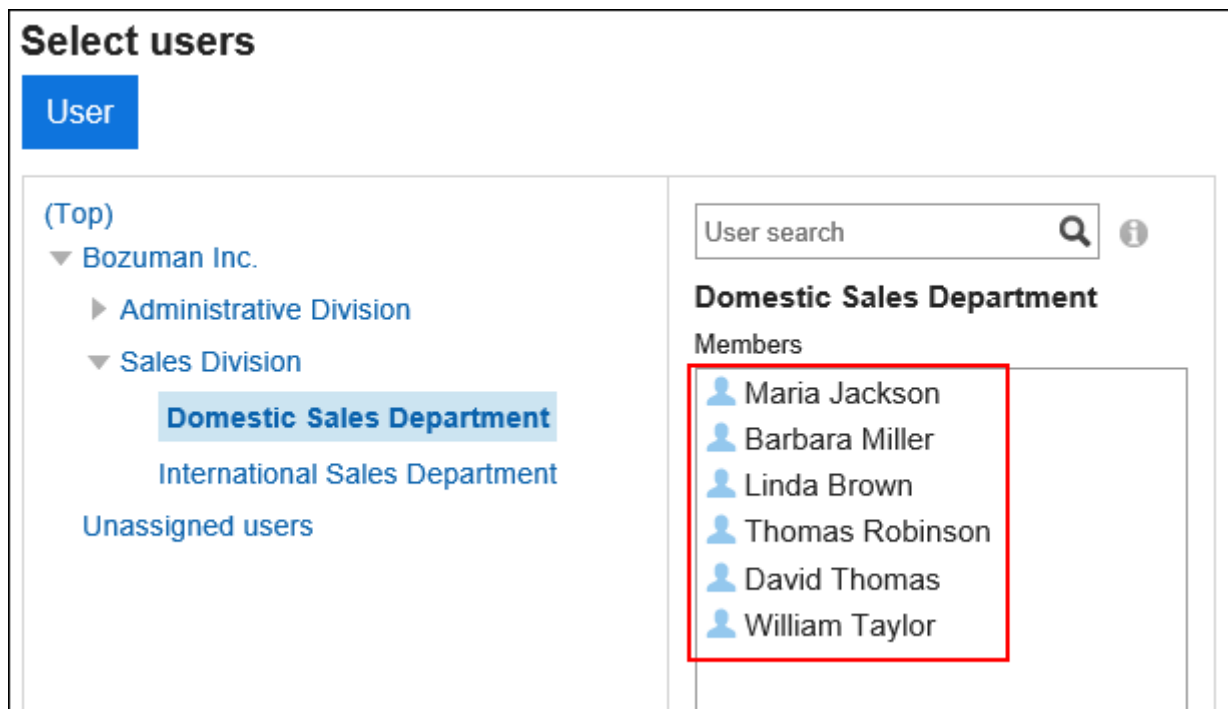 Select users
User
(Top)
Bozuman Inc.
Administrative Division
Sales Division
Domestic Sales Department
International Sales Department
Unassigned users
User search
Domestic Sales Department
Members
Maria Jackson
Barbara Miller
Linda Brown
Thomas Robinson
David Thomas
William Taylor